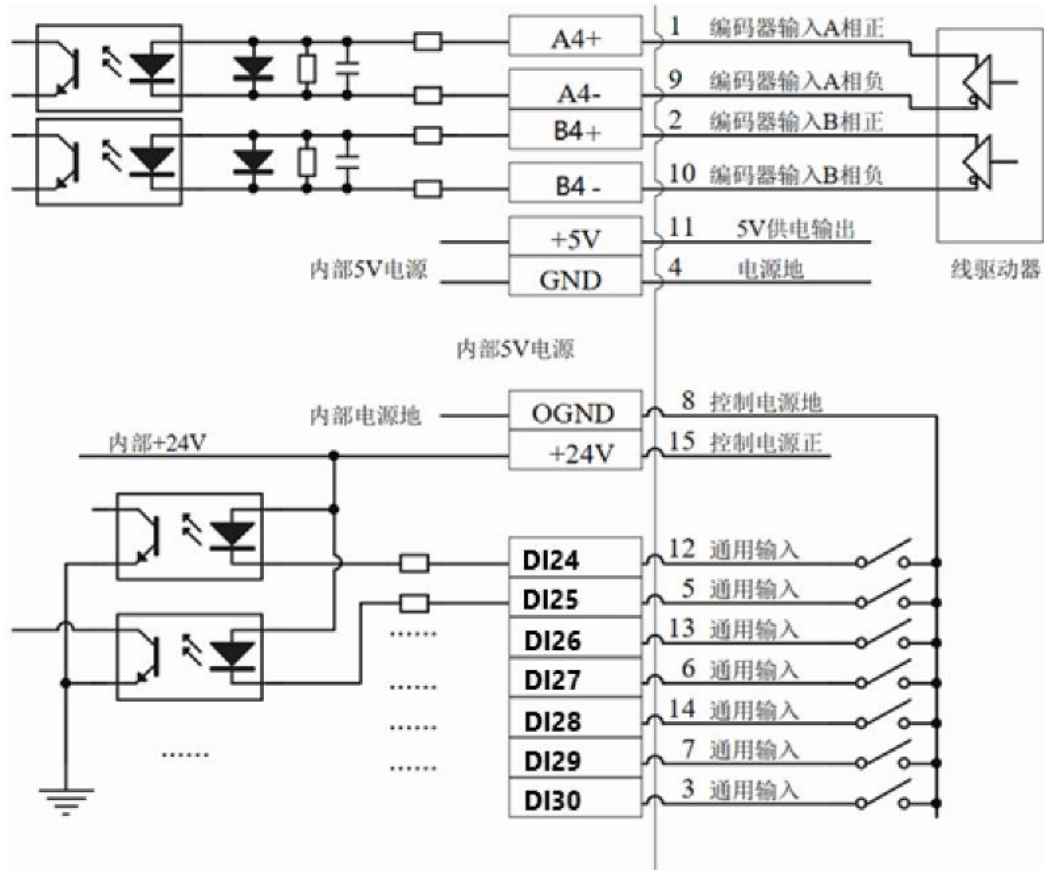 A4+ 1 编码器输入A相正
A4- 9 编码器输入A相负
B4+ 2 编码器输入B相正
B4 - 10 编码器输入B相负
+5V 11 5V供电输出
内部5V电源 GND 4 电源地 线驱动器
内部5V电源
内部电源地 OGND 8 控制电源地
内部+24V +24V 15 控制电源正
DI24 12 通用输入
DI25 5 通用输入
...... DI26 13 通用输入
...... DI27 6 通用输入
...... DI28 14 通用输入
...... ...... DI29 7 通用输入
DI30 3 通用输入